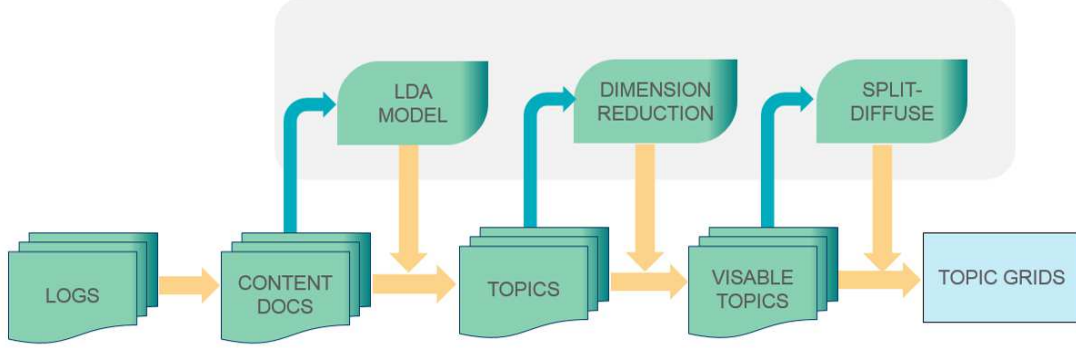 LDA
MODEL
DIMENSION
REDUCTION
SPLIT-
DIFFUSE
LOGS
CONTENT
DOCS
TOPICS
VISABLE
TOPICS
TOPIC GRIDS